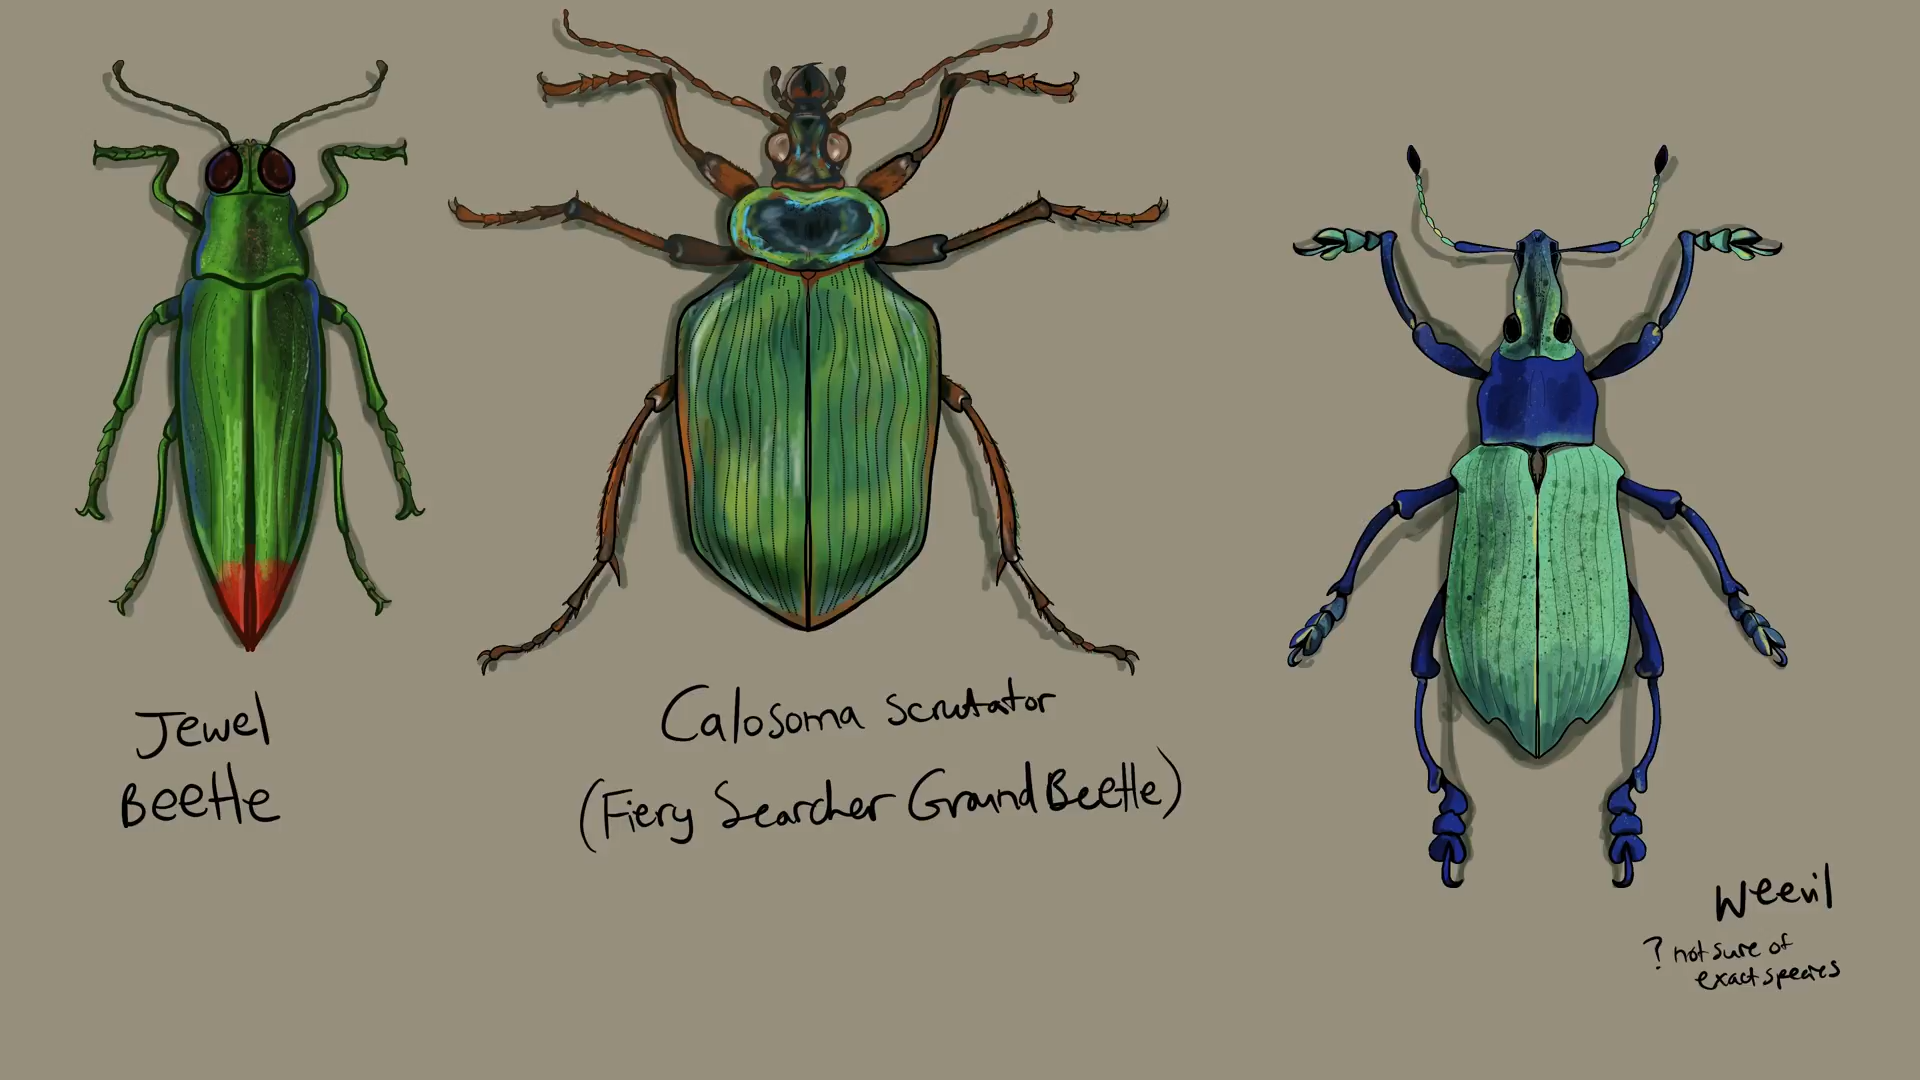 Jewel
Beetle
Calosoma scrutator
(Fiery Searcher Ground Beetle)
Weevil
? not sure of
exact species